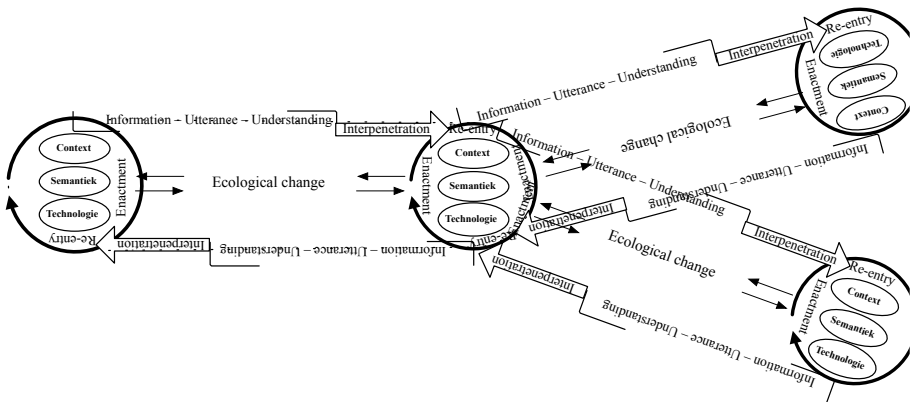 Context
Semantiek
Technologie
Enactment
Re-entry
Information – Utterance – Understanding
Interpenetration
Ecological change
Interpenetration
Information – Utterance – Understanding
Re-entry
Enactment
Context
Semantiek
Technologie
Enactment
Enactment
Re-entry
Information – Utterance – Understanding
Interpenetration
Ecological change
Interpenetration
Information – Utterance – Understanding
Re-entry
Enactment
Technologie
Semantiek
Context
Information – Utterance – Understanding
Interpenetration
Ecological change
Interpenetration
Information – Utterance – Understanding
Re-entry
Enactment
Context
Semantiek
Technologie